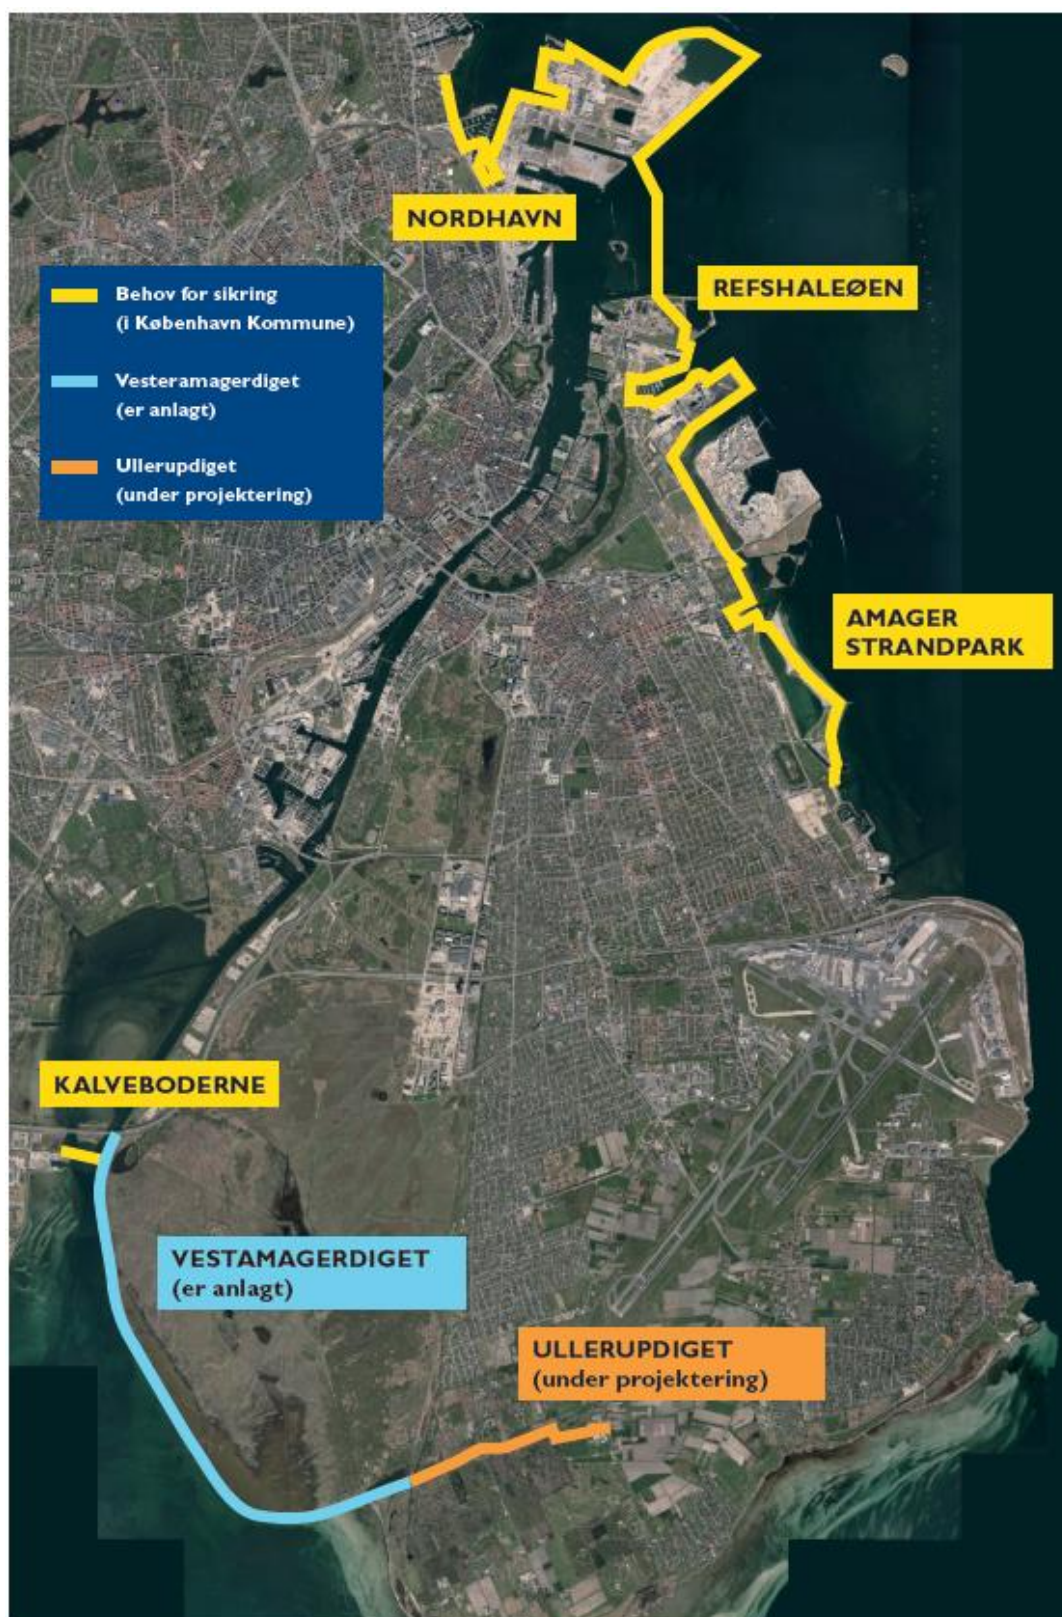 NORDHAVN
REFSHALEØEN
Behov for sikring
(i København Kommune)
Vesteramagerdiget
(er anlagt)
Ullerupdiget
(under projektering)
AMAGER
STRANDPARK
KALVEBODERNE
VESTAMAGERDIGET
(er anlagt)
ULLERUPDIGET
(under projektering)